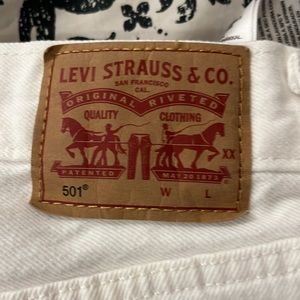 LEVI STRAUSS & CO.
SAN FRANCISCO
CAL.
ORIGINAL RIVETED
QUALITY CLOTHING
XX
PATENTED MAY 20 1873
501® W L